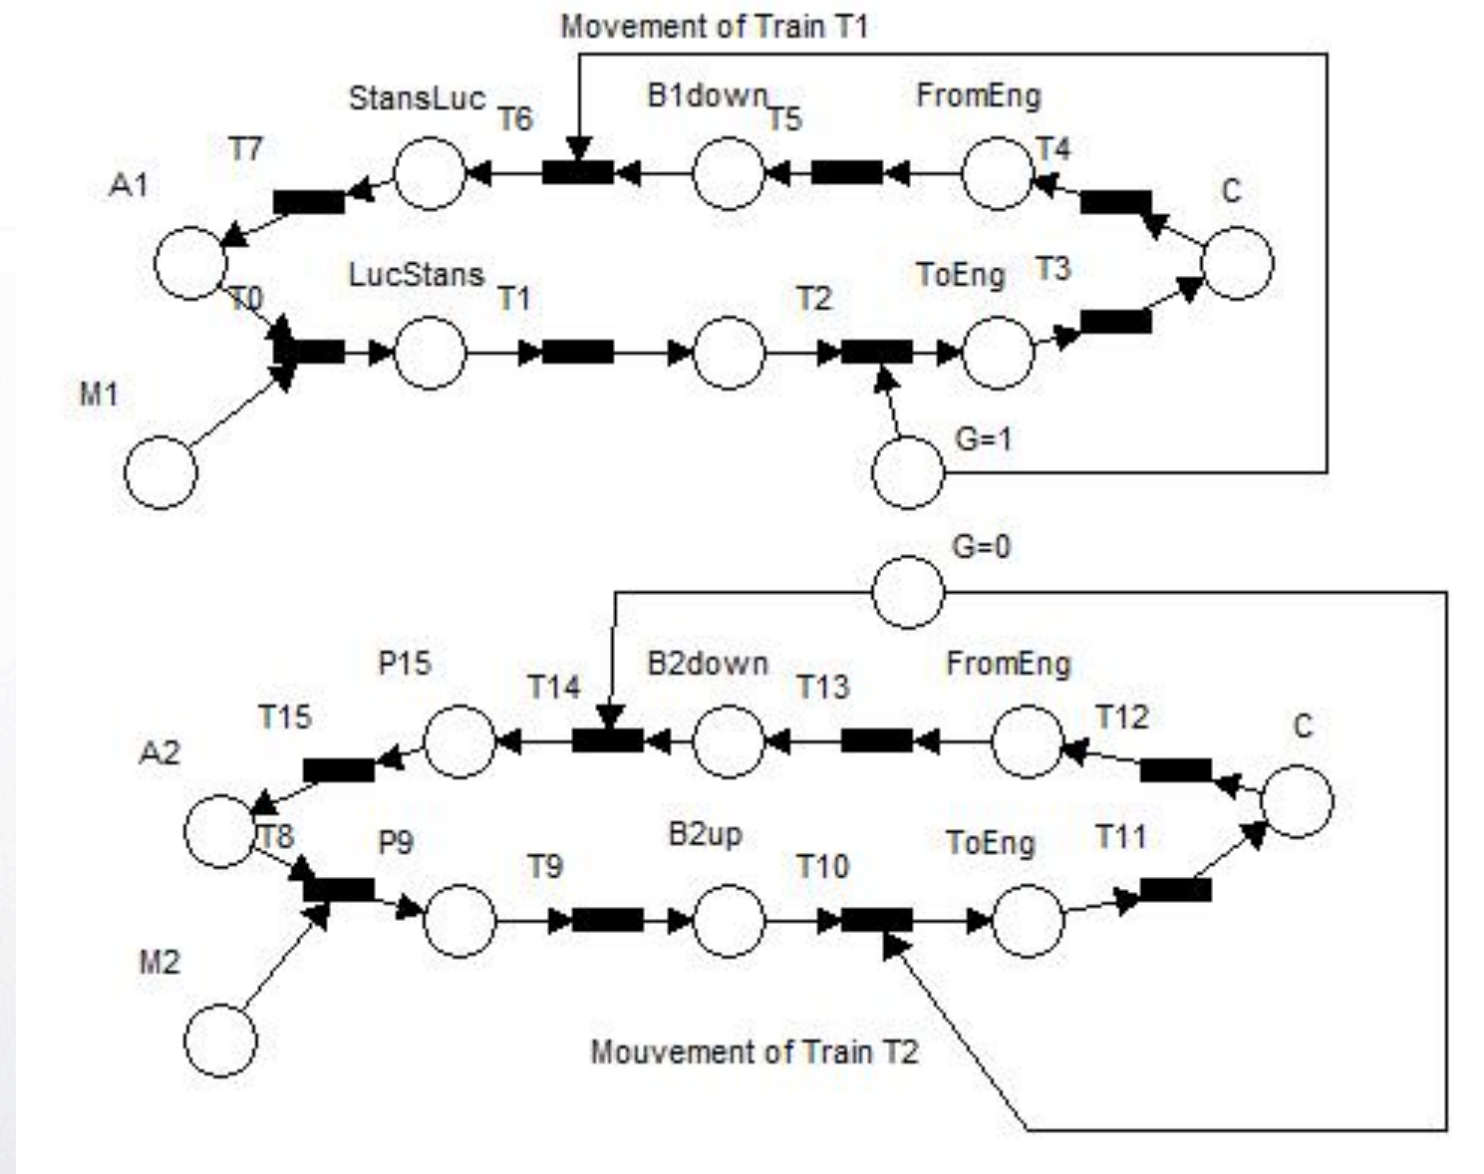 Movement of Train T1
StansLuc T6 B1down T5 FromEng
T7 T4
A1 C
LucStans T1 T2 ToEng T3
T0
M1
G=1
G=0
P15 T14 B2down T13 FromEng
T15 T12
A2 C
T8 P9 T9 B2up T10 ToEng T11
M2
Mouvement of Train T2